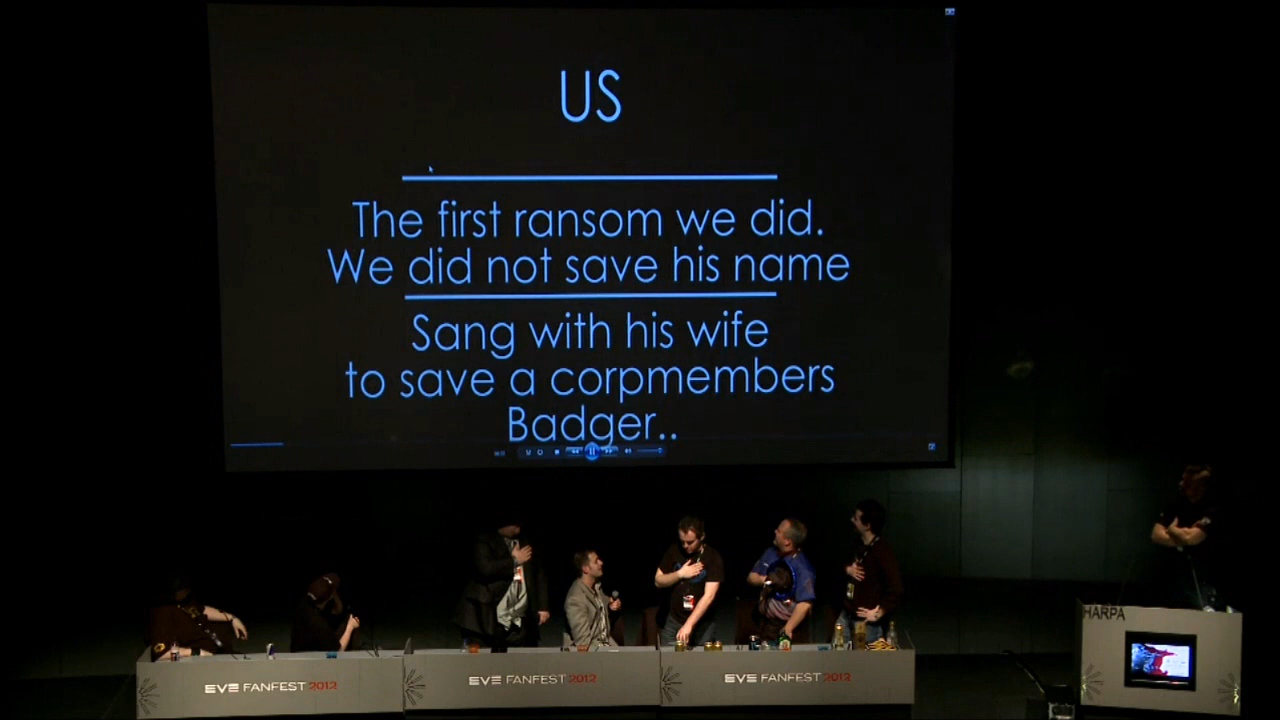 US
The first ransom we did.
We did not save his name
Sang with his wife
to save a corpmembers
Badger..
HARPA
EVE FANFEST 2012
EVE FANFEST 2012
EVE FANFEST 2012